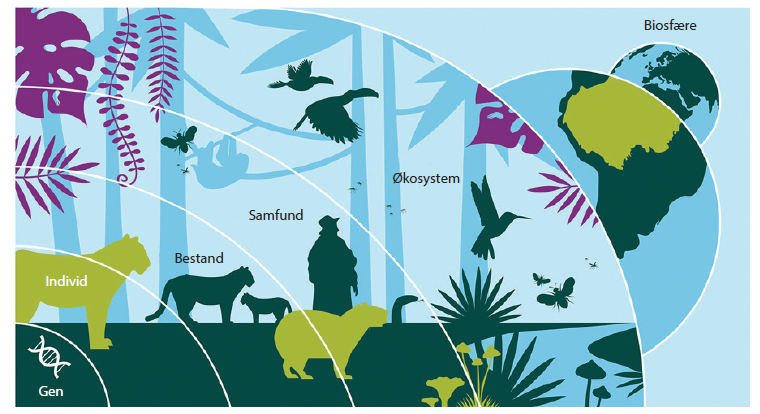 Biosfære
Økosystem
Samfund
Bestand
Individ
Gen